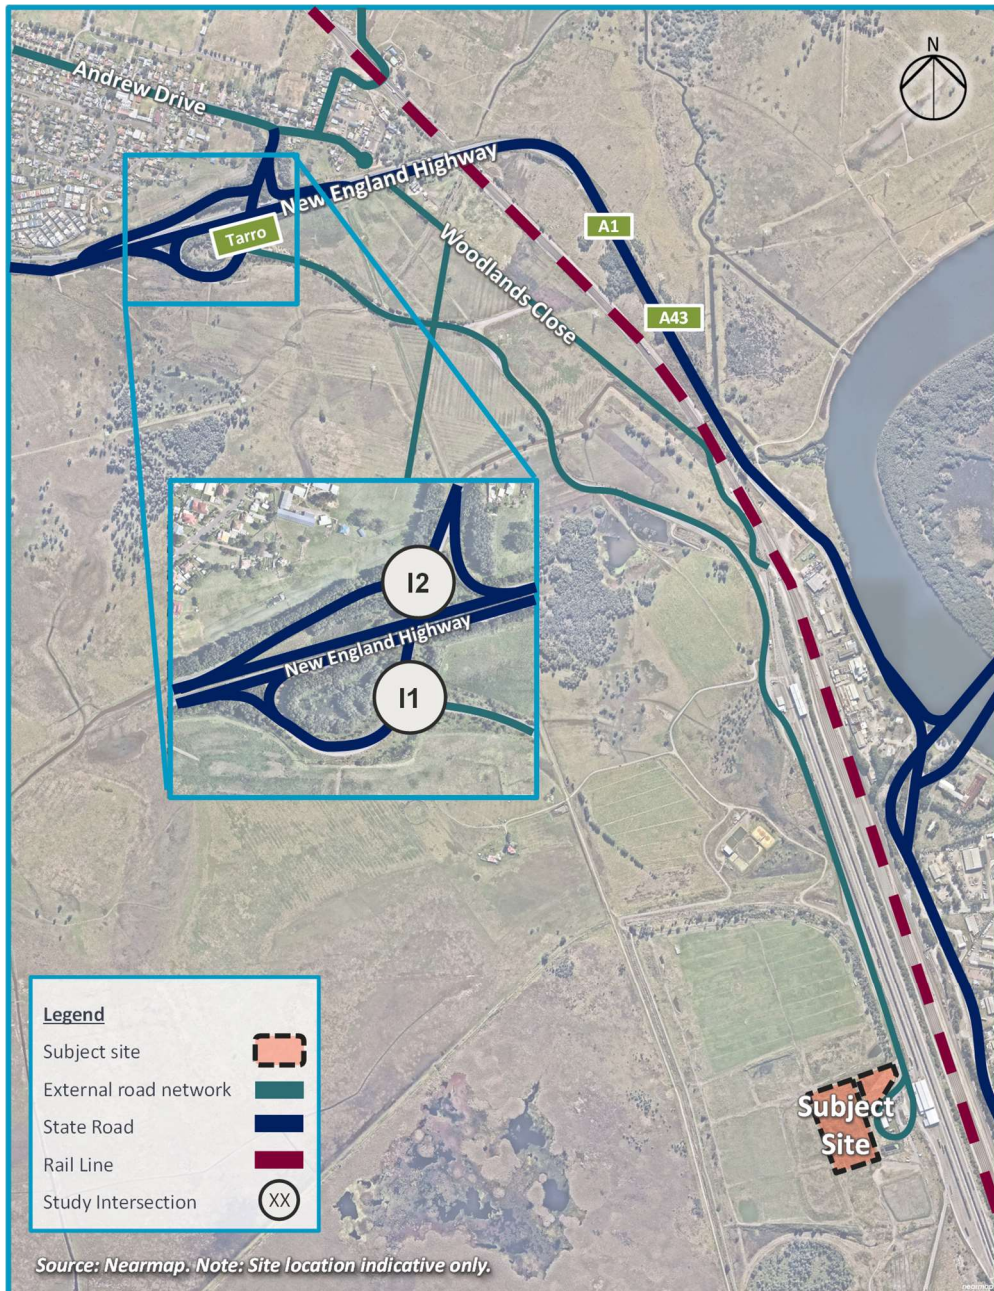 N
Andrew Drive
New England Highway
Tarro
A1
Woodlands Close
A43
I2
New England Highway
I1
Legend
Subject site
External road network
State Road
Rail Line
Study Intersection
XX
Subject
Site
Source: Nearmap. Note: Site location indicative only.
nearmap